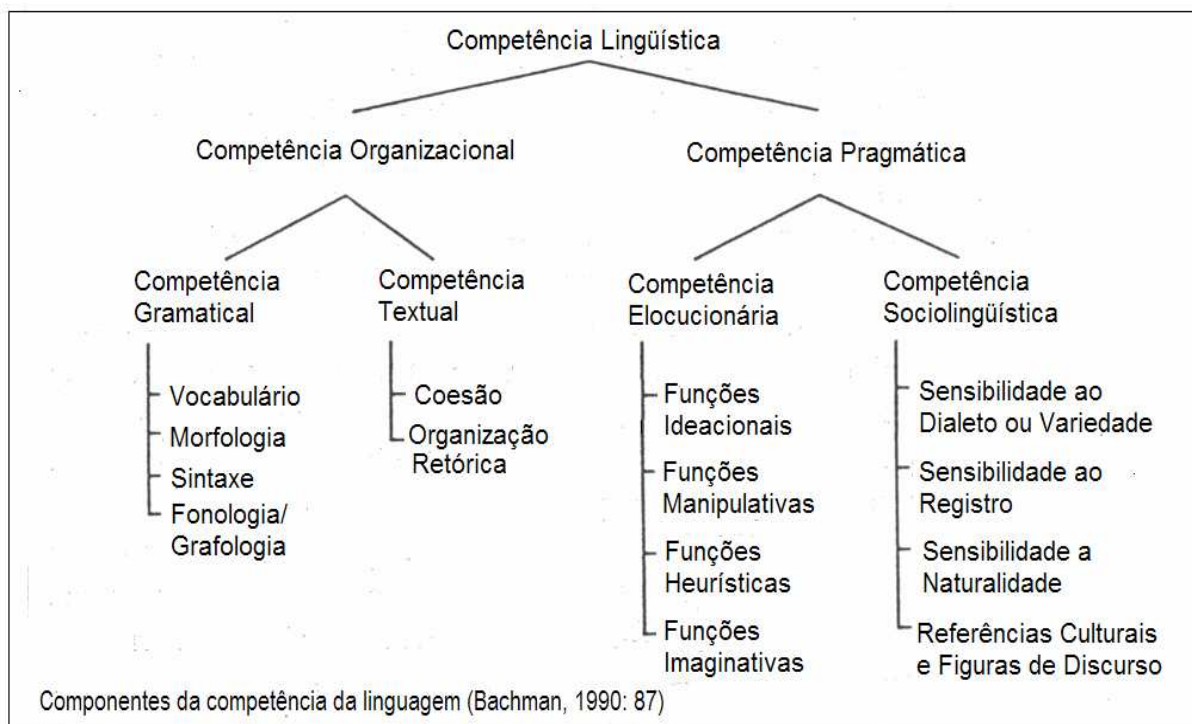 Competência Lingüística
Competência Organizacional
Competência Pragmática
Competência
Gramatical
Vocabulário
Morfologia
Sintaxe
Fonologia/
Grafologia
Competência
Textual
Coesão
Organização
Retórica
Competência
Elocucionária
Funções
Ideacionais
Funções
Manipulativas
Funções
Heurísticas
Funções
Imaginativas
Competência
Sociolingüística
Sensibilidade ao
Dialeto ou Variedade
Sensibilidade ao
Registro
Sensibilidade a
Naturalidade
Referências Culturais
e Figuras de Discurso
Componentes da competência da linguagem (Bachman, 1990: 87)